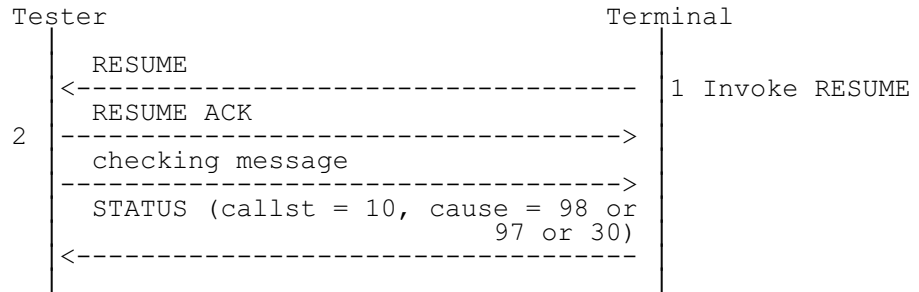 Tester Terminal
RESUME
<----------------------------------- 1 Invoke RESUME
RESUME ACK
2 ----------------------------------->
checking message
----------------------------------->
STATUS (callst = 10, cause = 98 or
97 or 30)
<-----------------------------------